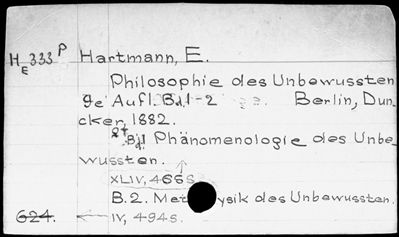 H E 333 P Hartmann, E.
Philosophie des Unbewussten
9e Aufl. Bd 1-2 Berlin, Dun-
cker, 1882.
Bd 1 Phänomenologie des Unbe-
wussten.
XLIV, 466 S
B. 2. Met ysik des Unbewussten.
624. IV, 494 S.